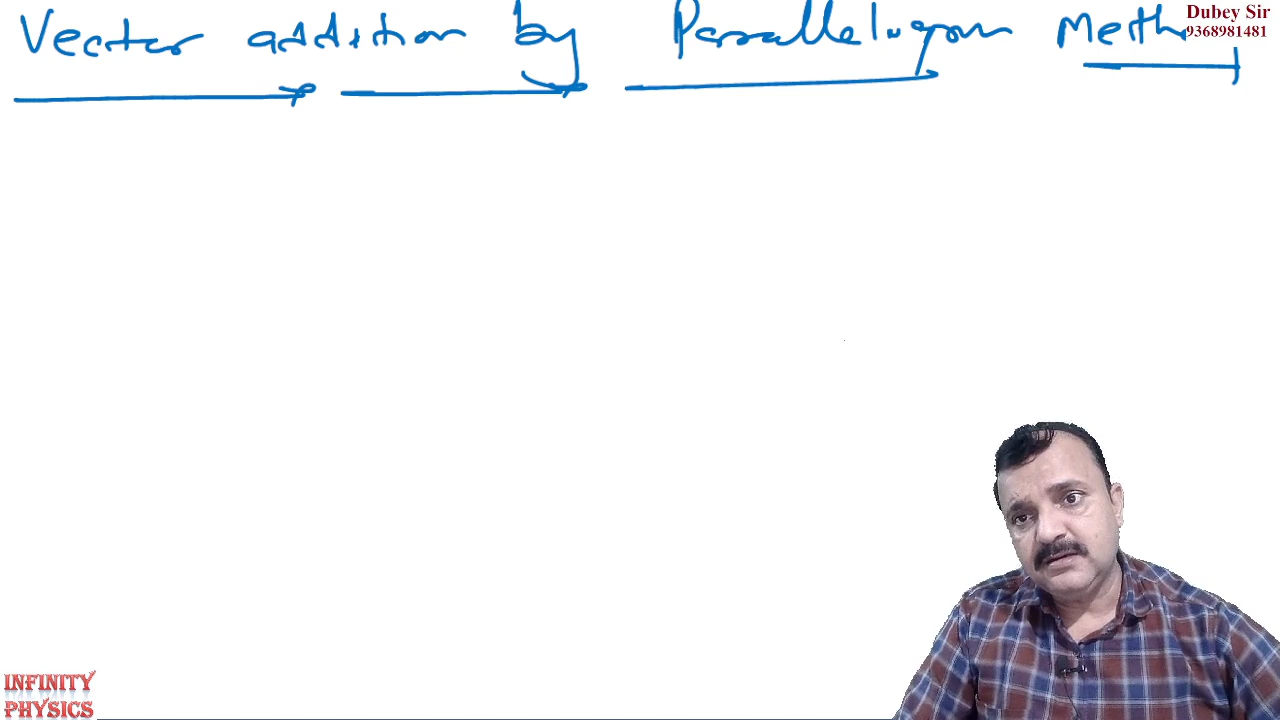 Vector addition by Parallelogram Meth
Dubey Sir
9368981481
INFINITY
PHYSICS